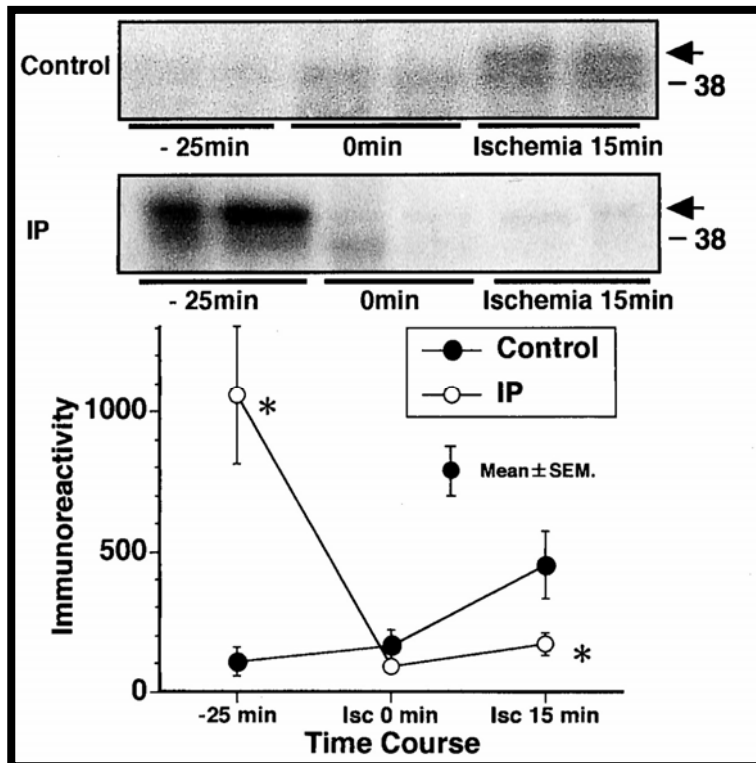 Control
– 38
- 25min 0min Ischemia 15min
IP
– 38
- 25min 0min Ischemia 15min
Control
IP
Mean ± SEM.
Immunoreactivity
1000
500
0
*
*
-25 min Isc 0 min Isc 15 min
Time Course